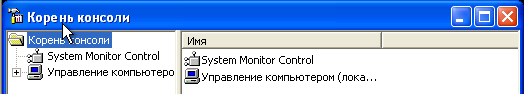 Корень консоли
Корень консоли
System Monitor Control
Управление компьютеро
Имя
System Monitor Control
Управление компьютером (лока...